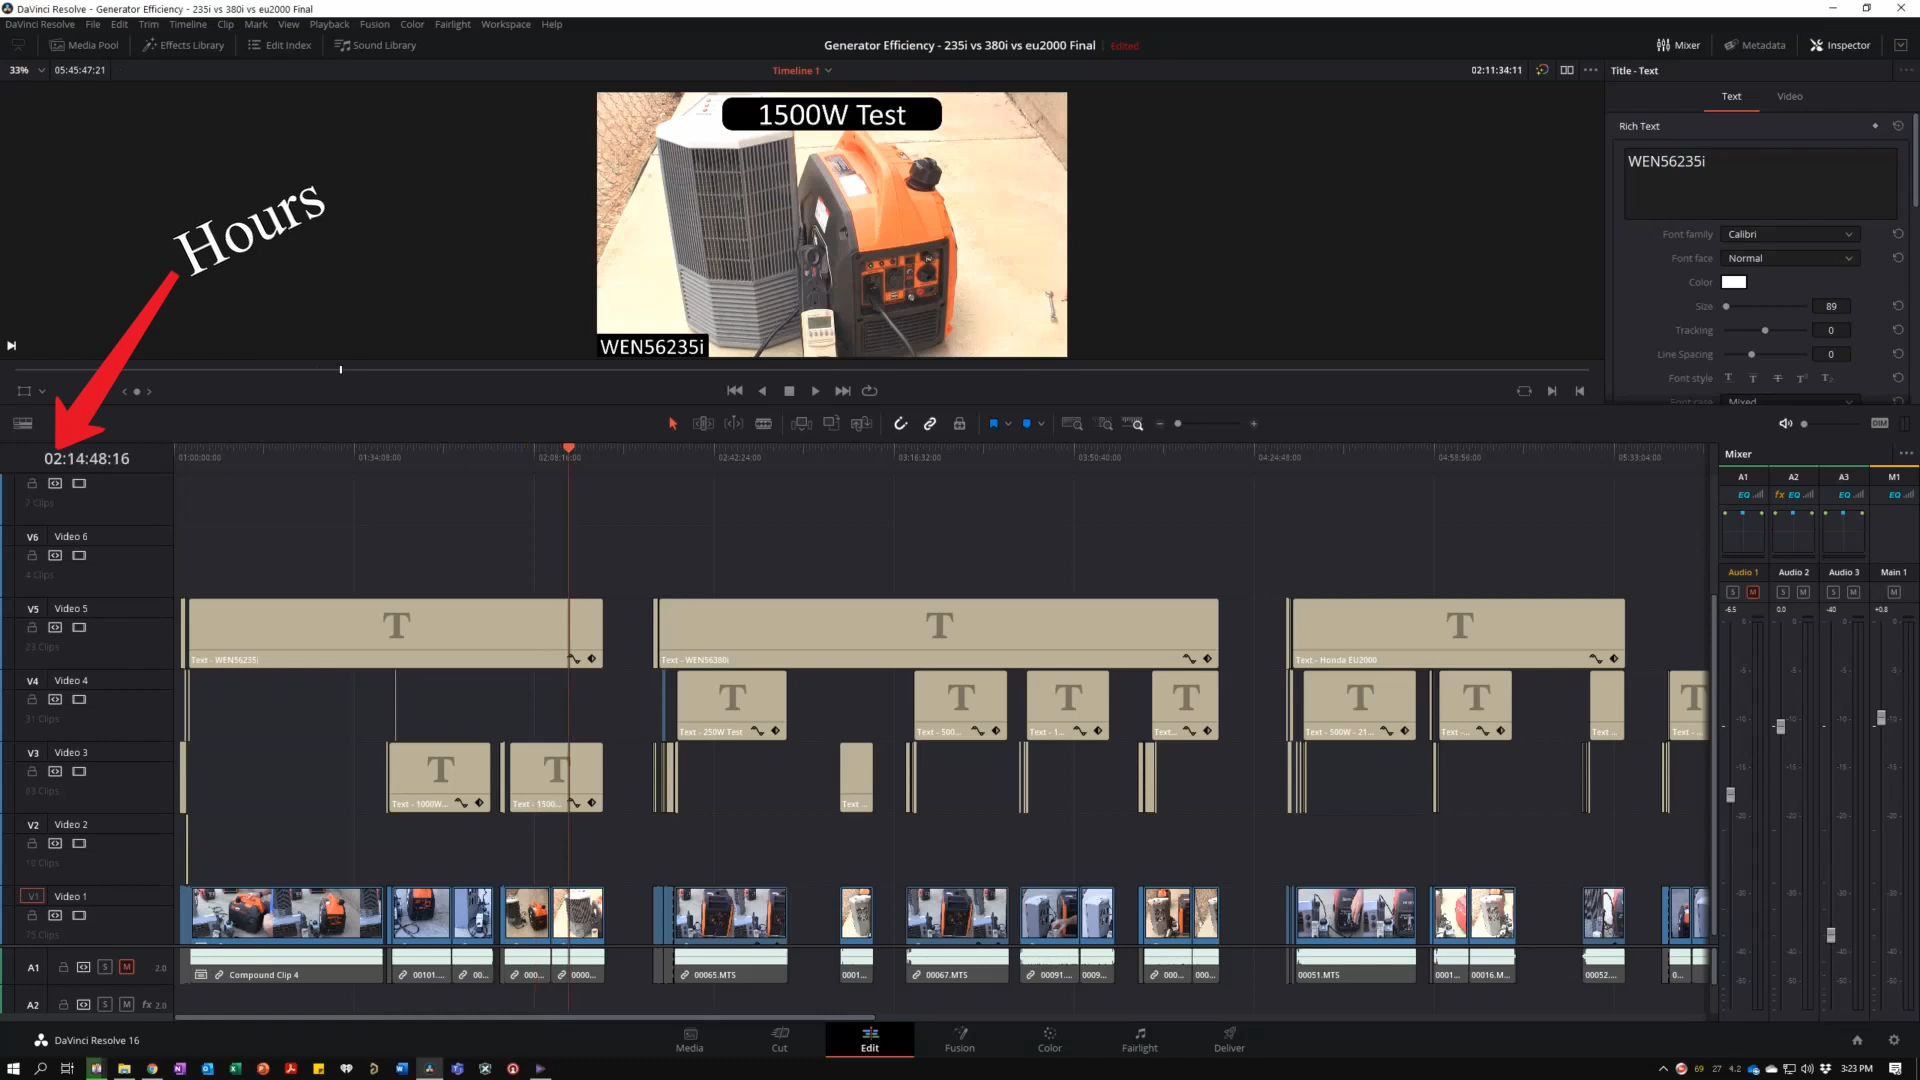 DaVinci Resolve - Generator Efficiency - 235i vs 380i vs eu2000 Final
DaVinci Resolve File Edit Trim Timeline Clip Mark View Playback Fusion Color Fairlight Workspace Help
Media Pool Effects Library Edit Index Sound Library
Generator Efficiency - 235i vs 380i vs eu2000 Final Edited
Mixer Metadata Inspector
33% 05:45:47:21
Timeline 1
02:11:34:11
Title - Text
Text Video
Rich Text
WEN56235i
Font family Calibri
Font face Normal
Color
Size 89
Tracking 0
Line Spacing 0
Font style
Font case Mixed
1500W Test
WEN56235i
Hours
DIM
02:14:48:16
01:00:00:00 01:34:08:00 02:08:16:00 02:42:24:00 03:16:32:00 03:50:40:00 04:24:48:00 04:58:56:00 05:33:04:00
7 Clips
V6 Video 6
4 Clips
V5 Video 5
23 Clips
Text - WEN56235i
Text - WEN56380i
Text - Honda EU2000
V4 Video 4
31 Clips
Text - 250W Test
Text - 500...
Text - 1...
Text...
Text - 500W - 21...
Text -...
Text ...
Text - ...
V3 Video 3
63 Clips
Text - 1000W...
Text - 1500...
Text ...
V2 Video 2
10 Clips
V1 Video 1
75 Clips
A1 S M 2.0
Compound Clip 4
00101....
00...
000...
0000...
00065.MTS
0001...
00067.MTS
00091....
0009...
000...
000...
00051.MTS
0001...
00016.M...
00052....
0...
A2 S M fx 2.0
Mixer
A1 A2 A3 M1
EQ fx EQ EQ EQ
Audio 1 Audio 2 Audio 3 Main 1
S M S M S M M
-6.5 0.0 -40 +0.8
DaVinci Resolve 16
Media Cut Edit Fusion Color Fairlight Deliver
69 27 4.2 3:23 PM